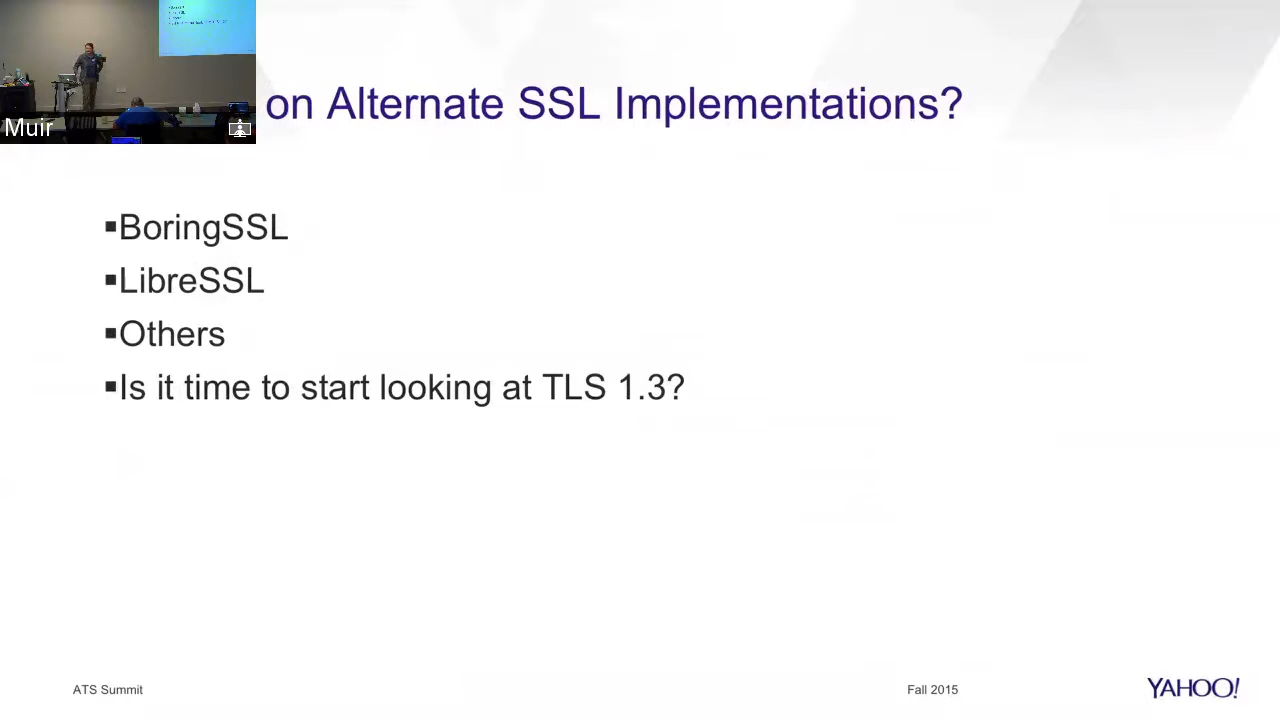 Muir
on Alternate SSL Implementations?
▪BoringSSL
▪LibreSSL
▪Others
▪Is it time to start looking at TLS 1.3?
ATS Summit
Fall 2015
YAHOO!